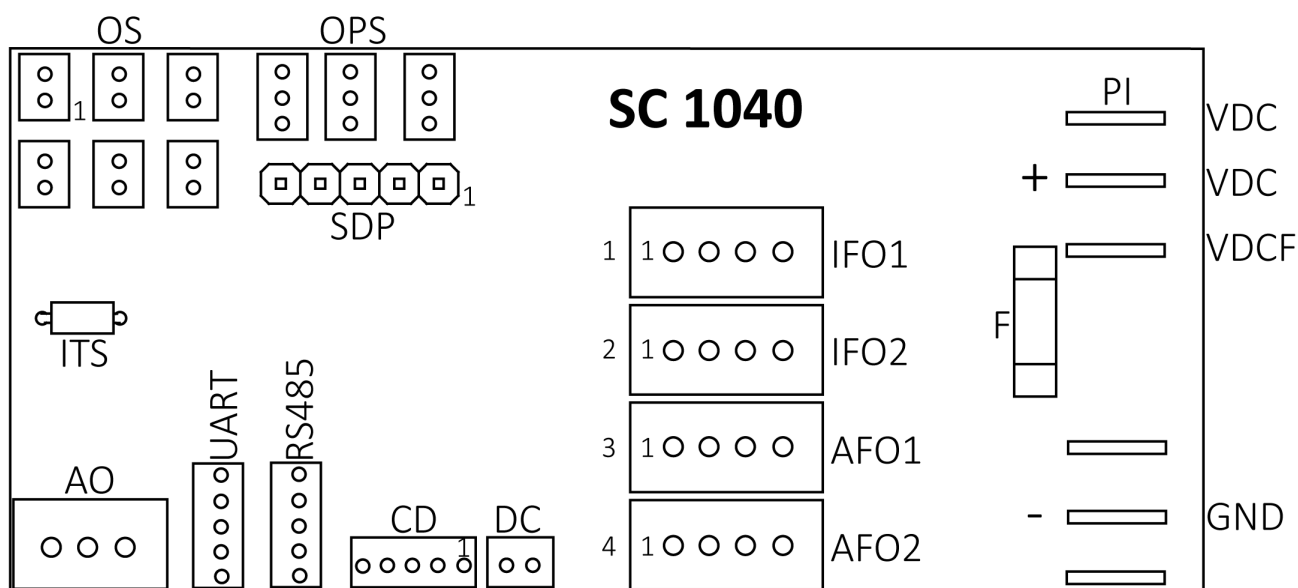 OS
OPS
1
SC 1040
PI
VDC
+
VDC
1
SDP
1
1
IFO1
VDCF
ITS
2
1
IFO2
F
UART
RS485
3
1
AFO1
AO
CD
1
DC
4
1
AFO2
-
GND